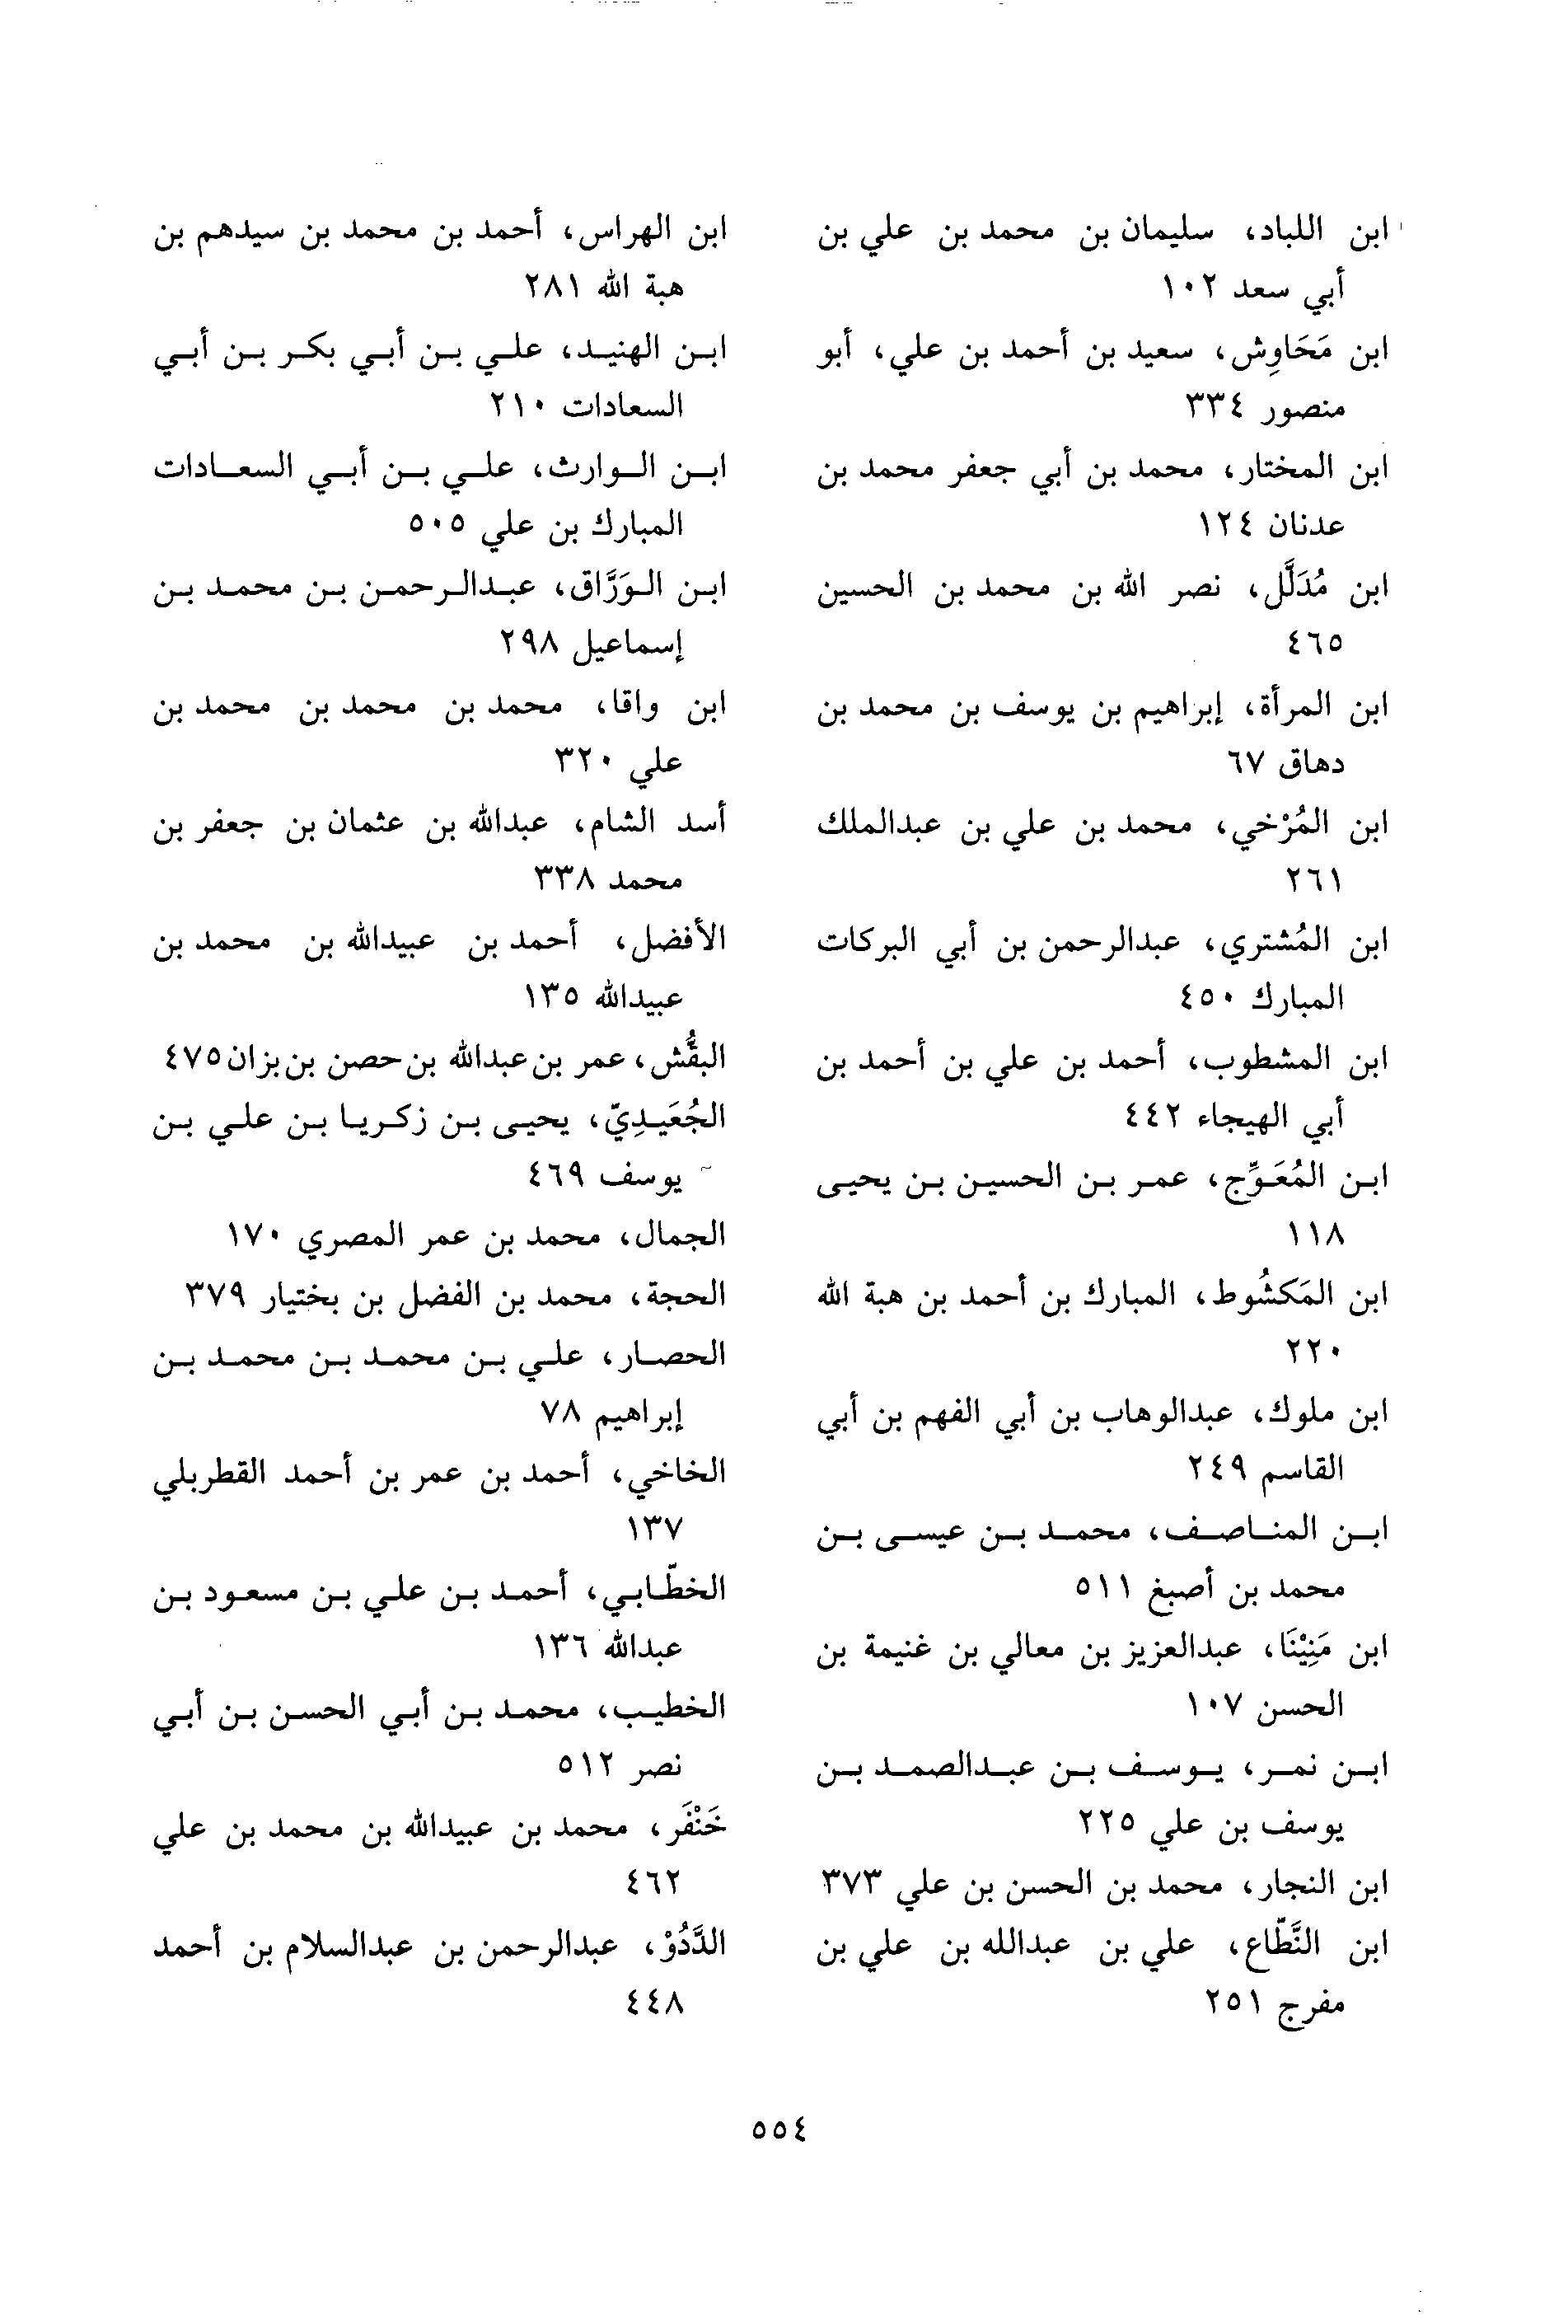 ابن اللباد، سليمان بن محمد بن علي بن
أبي سعد ١٠٢
ابن مَحَاوِش، سعيد بن أحمد بن علي، أبو
منصور ٣٣٤
ابن المختار، محمد بن أبي جعفر محمد بن
عدنان ١٢٤
ابن مُدَلَّل، نصر الله بن محمد بن الحسين
٤٦٥
ابن المرأة، إبراهيم بن يوسف بن محمد بن
دهاق ٦٧
ابن المُرْخي، محمد بن علي بن عبدالملك
٢٦١
ابن المُشتري، عبدالرحمن بن أبي البركات
المبارك ٤٥٠
ابن المشطوب، أحمد بن علي بن أحمد بن
أبي الهيجاء ٤٤٢
ابن المُعَوِّج، عمر بن الحسين بن يحيى
١١٨
ابن المَكشُوط، المبارك بن أحمد بن هبة الله
٢٢٠
ابن ملوك، عبدالوهاب بن أبي الفهم بن أبي
القاسم ٢٤٩
ابن المناصف، محمد بن عيسى بن
محمد بن أصبغ ٥١١
ابن مَنِيْنَا، عبدالعزيز بن معالي بن غنيمة بن
الحسن ١٠٧
ابن نمر، يوسف بن عبدالصمد بن
يوسف بن علي ٢٢٥
ابن النجار، محمد بن الحسن بن علي ٣٧٣
ابن النَّطّاع، علي بن عبدالله بن علي بن
مفرج ٢٥١
ابن الهراس، أحمد بن محمد بن سيدهم بن
هبة الله ٢٨١
ابن الهنيد، علي بن أبي بكر بن أبي
السعادات ٢١٠
ابن الوارث، علي بن أبي السعادات
المبارك بن علي ٥٠٥
ابن الوَرَّاق، عبدالرحمن بن محمد بن
إسماعيل ٢٩٨
ابن واقا، محمد بن محمد بن محمد بن
علي ٣٢٠
أسد الشام، عبدالله بن عثمان بن جعفر بن
محمد ٣٣٨
الأفضل، أحمد بن عبيدالله بن محمد بن
عبيدالله ١٣٥
البقُّش، عمر بن عبدالله بن حصن بن بزان ٤٧٥
الجُعَيدِيّ، يحيى بن زكريا بن علي بن
يوسف ٤٦٩
الجمال، محمد بن عمر المصري ١٧٠
الحجة، محمد بن الفضل بن بختيار ٣٧٩
الحصار، علي بن محمد بن محمد بن
إبراهيم ٧٨
الخاخي، أحمد بن عمر بن أحمد القطربلي
١٣٧
الخطّابي، أحمد بن علي بن مسعود بن
عبدالله ١٣٦
الخطيب، محمد بن أبي الحسن بن أبي
نصر ٥١٢
خَنْفَر، محمد بن عبيدالله بن محمد بن علي
٤٦٢
الدَّدُوْ، عبدالرحمن بن عبدالسلام بن أحمد
٤٤٨
٥٥٤